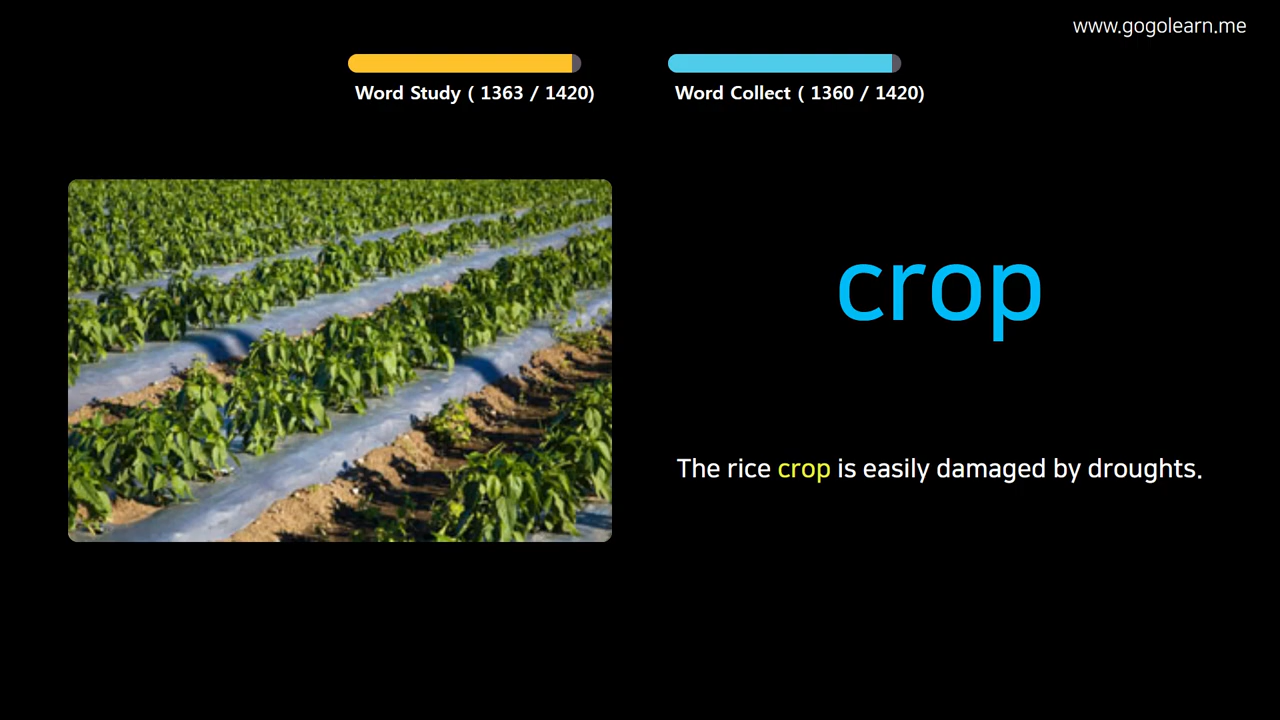 www.gogolearn.me
Word Study ( 1363 / 1420)
Word Collect ( 1360 / 1420)
crop
The rice crop is easily damaged by droughts.